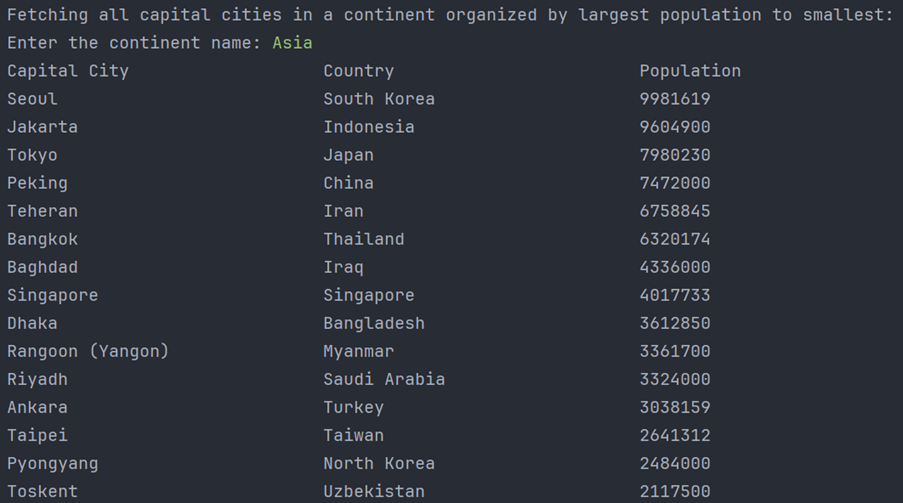 Fetching all capital cities in a continent organized by largest population to smallest:
Enter the continent name: Asia
Capital City Country Population
Seoul South Korea 9981619
Jakarta Indonesia 9604900
Tokyo Japan 7980230
Peking China 7472000
Teheran Iran 6758845
Bangkok Thailand 6320174
Baghdad Iraq 4336000
Singapore Singapore 4017733
Dhaka Bangladesh 3612850
Rangoon (Yangon) Myanmar 3361700
Riyadh Saudi Arabia 3324000
Ankara Turkey 3038159
Taipei Taiwan 2641312
Pyongyang North Korea 2484000
Toskent Uzbekistan 2117500